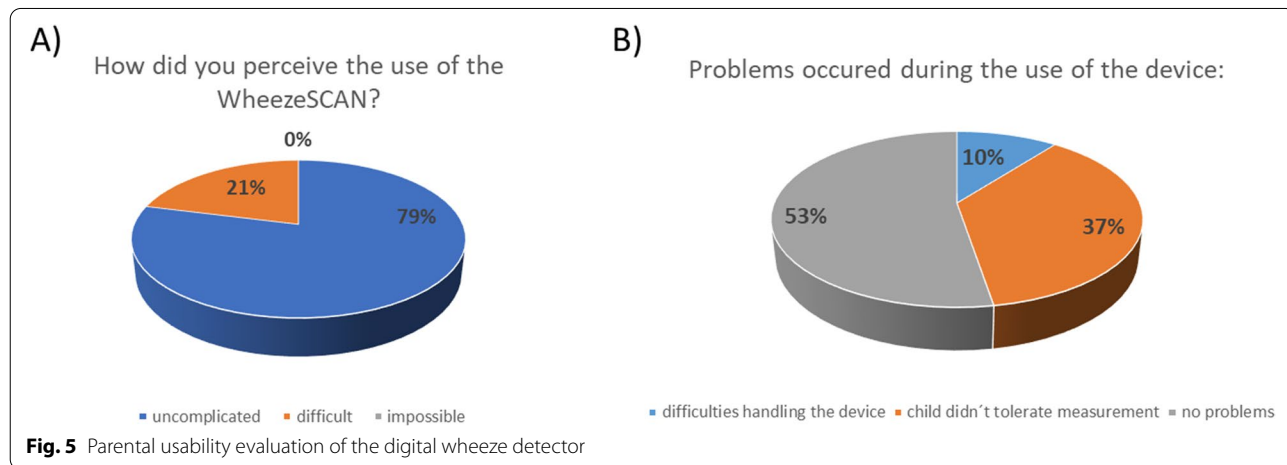 A)
How did you perceive the use of the
WheezeSCAN?
0%
21%
79%
uncomplicated difficult impossible
B)
Problems occured during the use of the device:
10%
53%
37%
difficulties handling the device child didn´t tolerate measurement no problems
Fig. 5 Parental usability evaluation of the digital wheeze detector